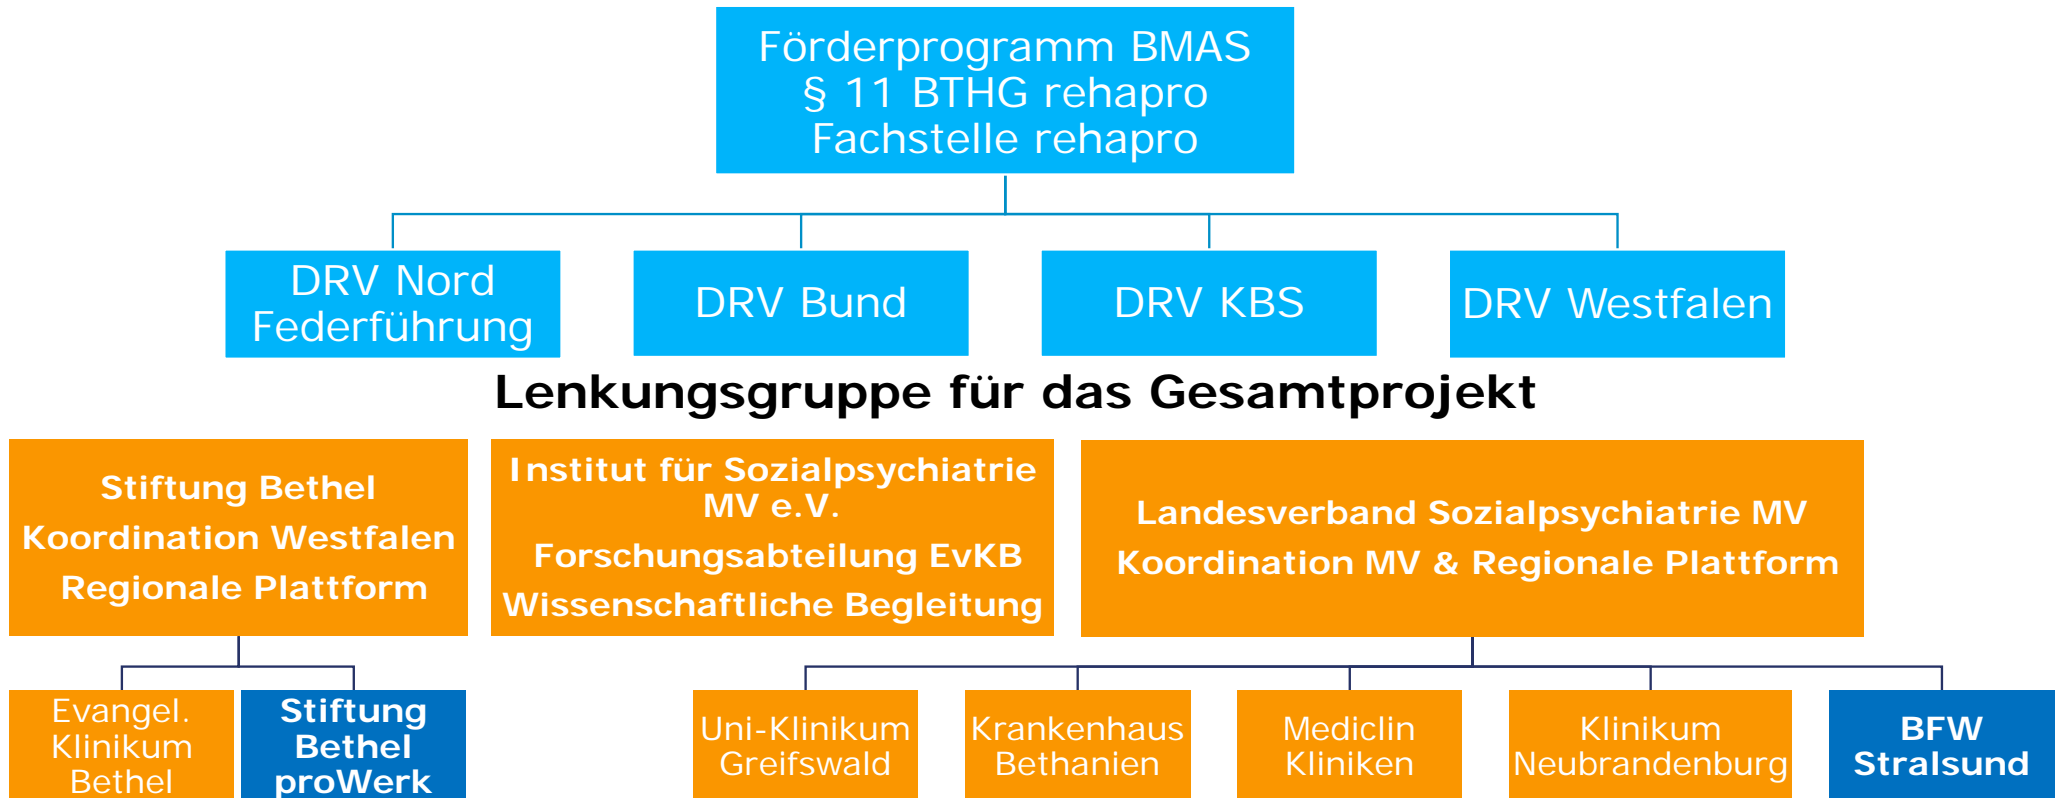 Förderprogramm BMAS
§ 11 BTHG rehapro
Fachstelle rehapro
DRV Nord
Federführung
DRV Bund
DRV KBS
DRV Westfalen
Lenkungsgruppe für das Gesamtprojekt
Stiftung Bethel
Koordination Westfalen
Regionale Plattform
Institut für Sozialpsychiatrie
MV e.V.
Forschungsabteilung EvKB
Wissenschaftliche Begleitung
Landesverband Sozialpsychiatrie MV
Koordination MV & Regionale Plattform
Evangel.
Klinikum
Bethel
Stiftung
Bethel
proWerk
Uni-Klinikum
Greifswald
Krankenhaus
Bethanien
Mediclin
Kliniken
Klinikum
Neubrandenburg
BFW
Stralsund